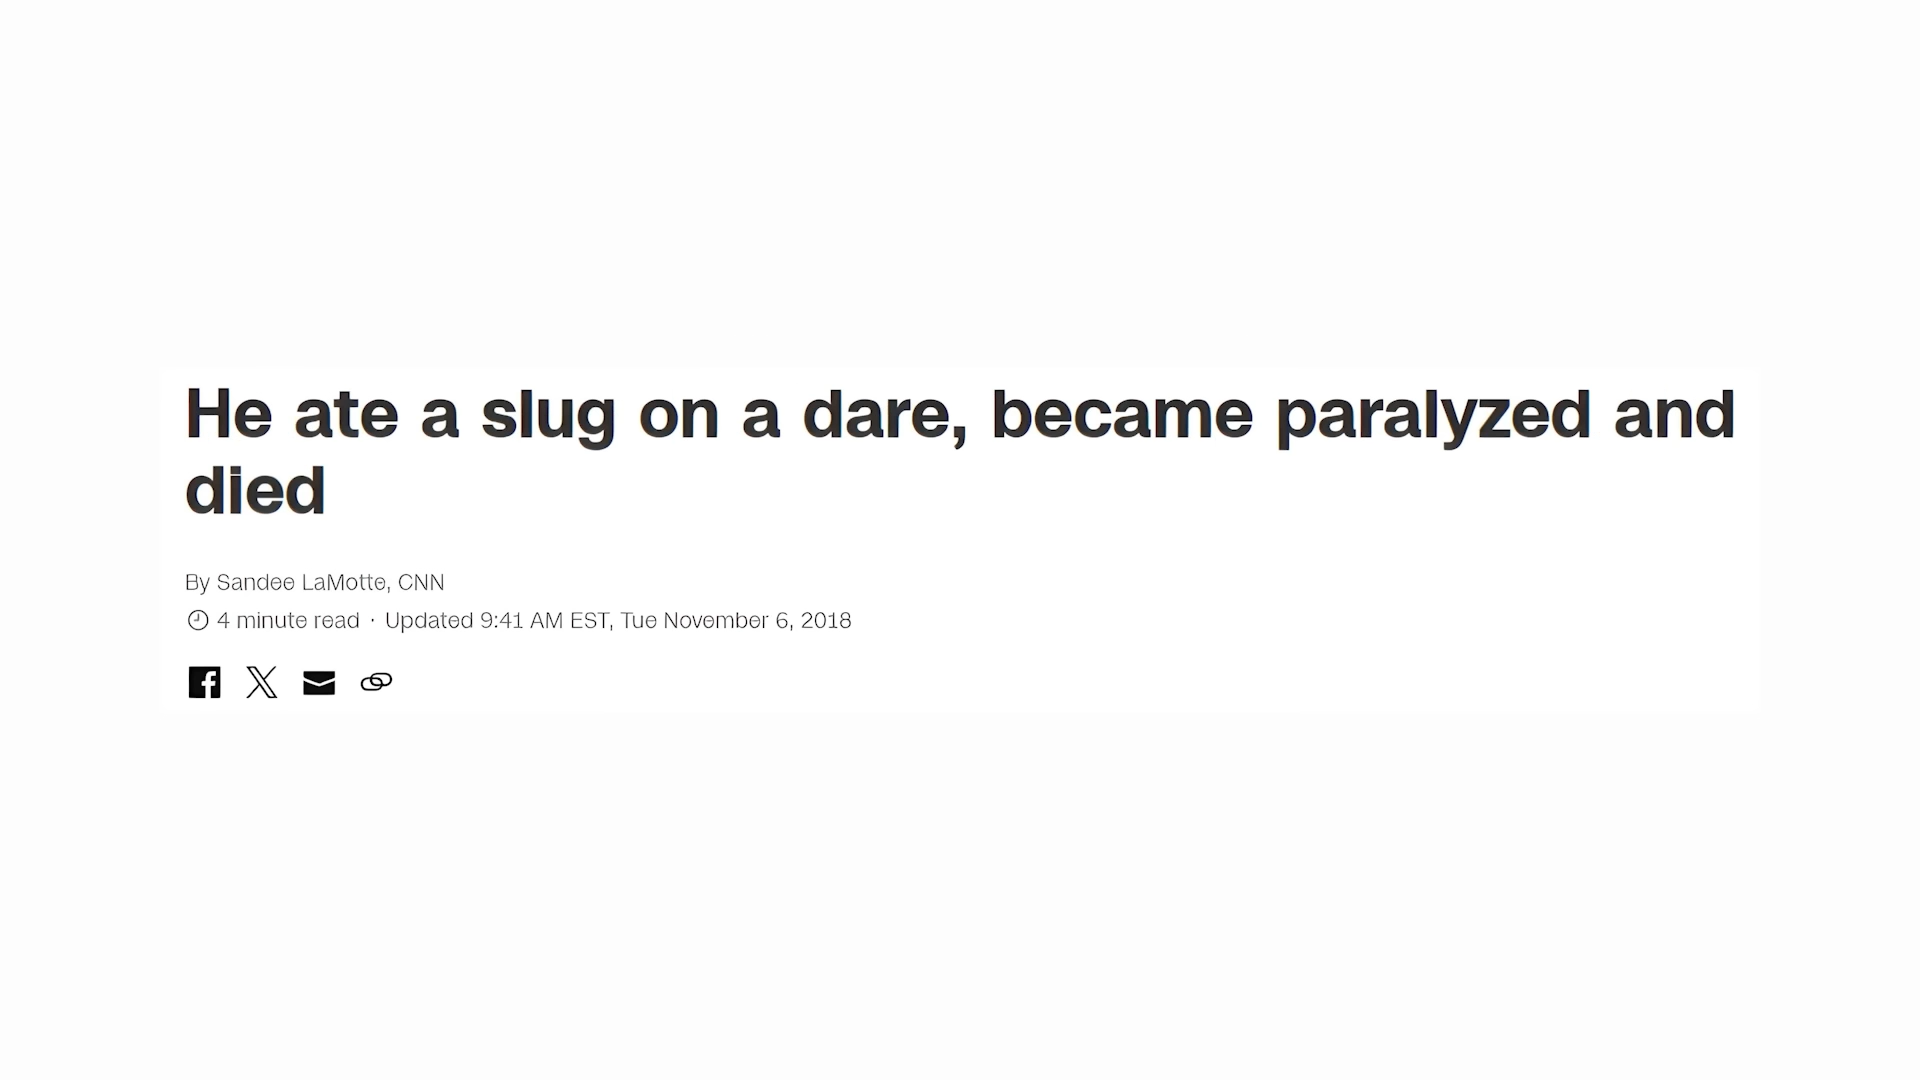 He ate a slug on a dare, became paralyzed and
died
By Sandee LaMotte, CNN
4 minute read · Updated 9:41 AM EST, Tue November 6, 2018